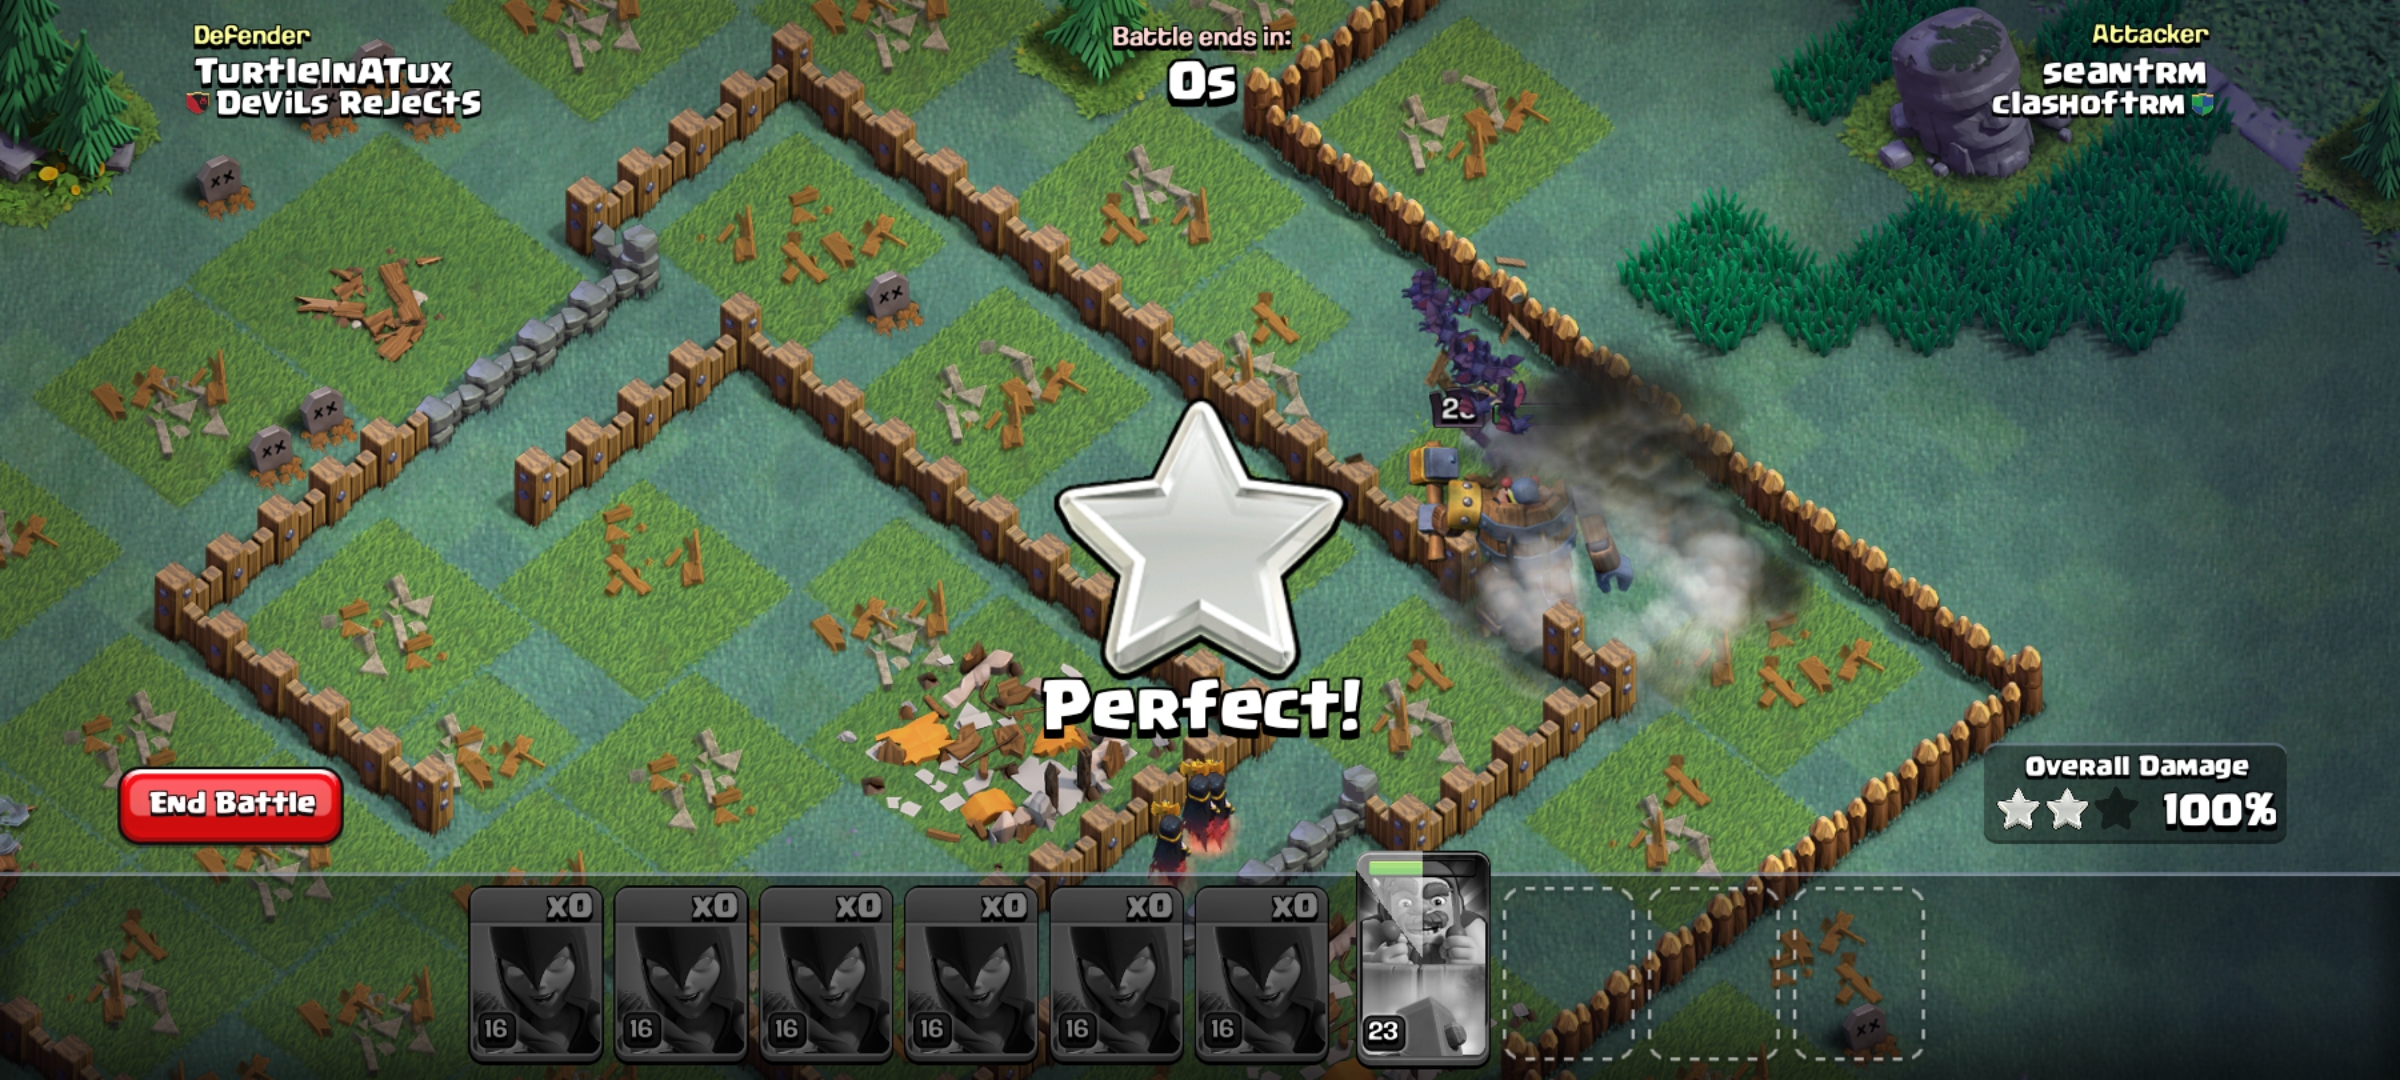 Defender
TurtleInATux
Devils Rejects
Battle ends in:
0s
Attacker
seantrm
clashoftrm
Perfect!
End Battle
Overall Damage
100%
x0
x0
x0
x0
x0
x0
16
16
16
16
16
16
23